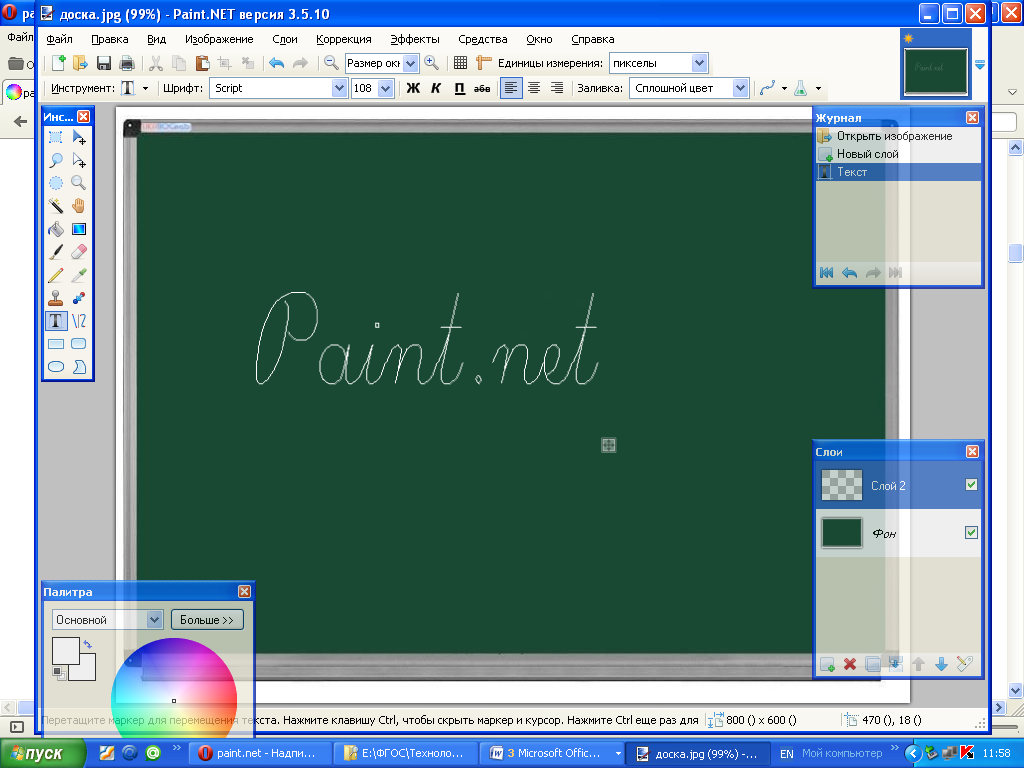 доска.jpg (99%) - Paint.NET версия 3.5.10
Файл Правка Вид Изображение Слои Коррекция Эффекты Средства Окно Справка
Размер окн Единицы измерения: пикселы
Инструмент: T Шрифт: Script 108 Ж К П абв Заливка: Сплошной цвет
Инс...
Журнал
Открыть изображение
Новый слой
Текст
Paint.net
Слои
Слой 2
Фон
Палитра
Основной Больше >>
Перетащите маркер для перемещения текста. Нажмите клавишу Ctrl, чтобы скрыть маркер и курсор. Нажмите Ctrl еще раз для 800 () x 600 () 470 (), 18 ()
пуск paint.net - Надпи... E:\ФГОС\Техноло... 3 Microsoft Offic... доска.jpg (99%) -... EN Мой компьютер 11:58